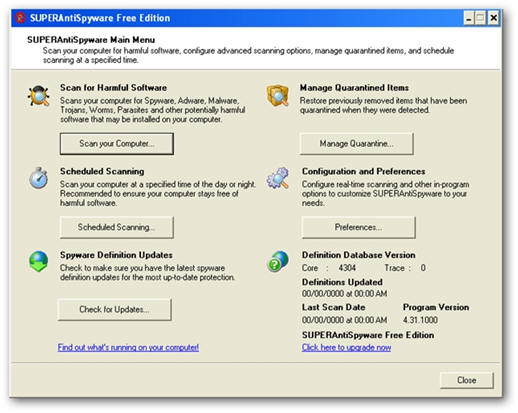 SUPERAntiSpyware Free Edition
SUPERAntiSpyware Main Menu
Scan your computer for harmful software, configure advanced scanning options, manage quarantined items, and schedule
scanning at a specified time.
Scan for Harmful Software
Scans your computer for Spyware, Adware, Malware,
Trojans, Worms, Parasites and other potentially harmful
software that may be installed on your computer.
Scan your Computer...
Manage Quarantined Items
Restore previously removed items that have been
quarantined when they were detected.
Manage Quarantine...
Scheduled Scanning
Scan your computer at a specified time of the day or night.
Recommended to ensure your computer stays free of
harmful software.
Scheduled Scanning...
Configuration and Preferences
Configure real-time scanning and other in-program
options to customize SUPERAntiSpyware to your
needs.
Preferences...
Spyware Definition Updates
Check to make sure you have the latest spyware
definition updates for the most up-to-date protection.
Check for Updates...
Find out what's running on your computer!
Definition Database Version
Core : 4304 Trace : 0
Definitions Updated
00/00/0000 at 00:00 AM
Last Scan Date Program Version
00/00/0000 at 00:00 AM 4.31.1000
SUPERAntiSpyware Free Edition
Click here to upgrade now
Close